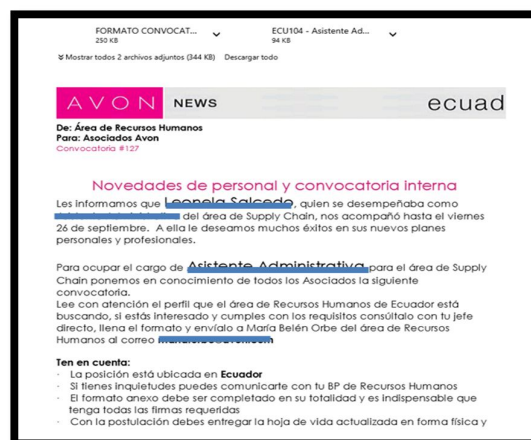 FORMATO CONVOCAT...
250 KB
ECU104 - Asistente Ad...
94 KB
Mostrar todos 2 archivos adjuntos (344 KB) Descargar todo
AVON NEWS ecuad
De: Área de Recursos Humanos
Para: Asociados Avon
Convocatoria #127
Novedades de personal y convocatoria interna
Les informamos que , quien se desempeñaba como
del área de Supply Chain, nos acompañó hasta el viernes
26 de septiembre. A ella le deseamos muchos éxitos en sus nuevos planes
personales y profesionales.
Para ocupar el cargo de Asistente Administrativa para el área de Supply
Chain ponemos en conocimiento de todos los Asociados la siguiente
convocatoria.
Lee con atención el perfil que el área de Recursos Humanos de Ecuador está
buscando, si estás interesado y cumples con los requisitos consúltalo con tu jefe
directo, llena el formato y envíalo a María Belén Orbe del área de Recursos
Humanos al correo
Ten en cuenta:
· La posición está ubicada en Ecuador
· Si tienes inquietudes puedes comunicarte con tu BP de Recursos Humanos
· El formato anexo debe ser completado en su totalidad y es indispensable que
tenga todas las firmas requeridas
· Con la postulación debes entregar la hoja de vida actualizada en forma física y